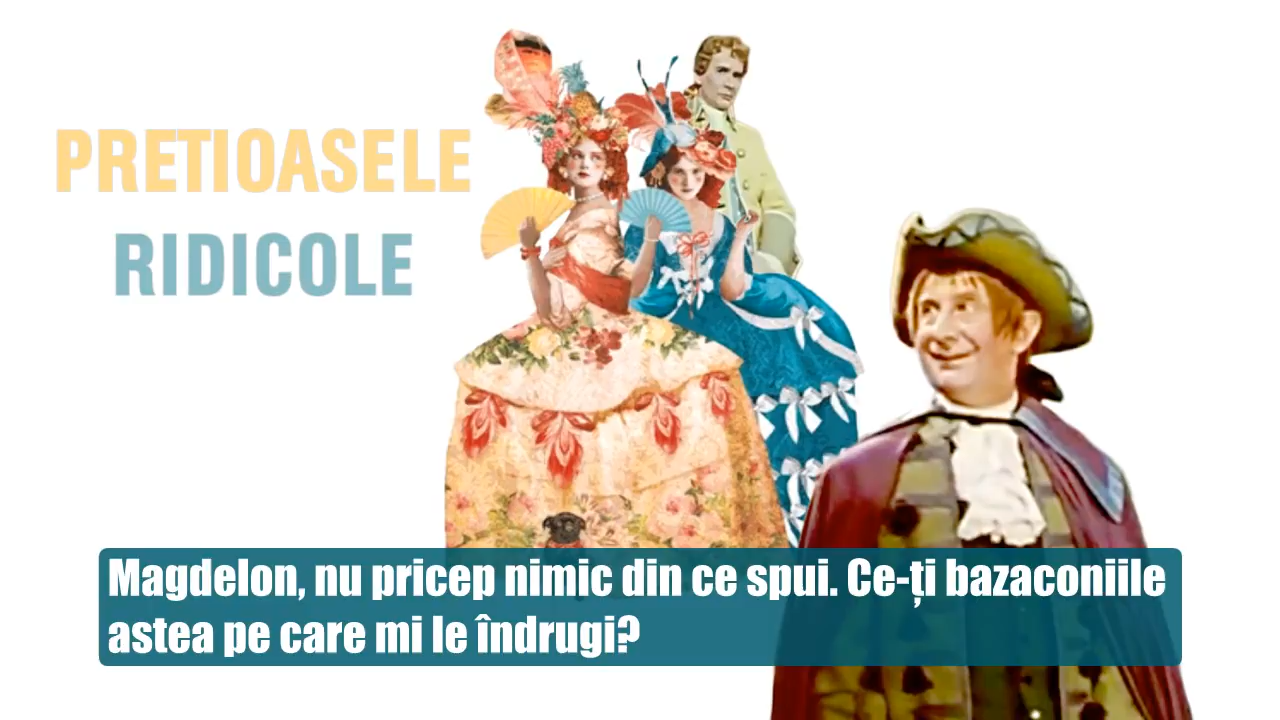 PRETIOASELE
RIDICOLE
Magdelon, nu pricep nimic din ce spui. Ce-ți bazaconiile
astea pe care mi le îndrugi?